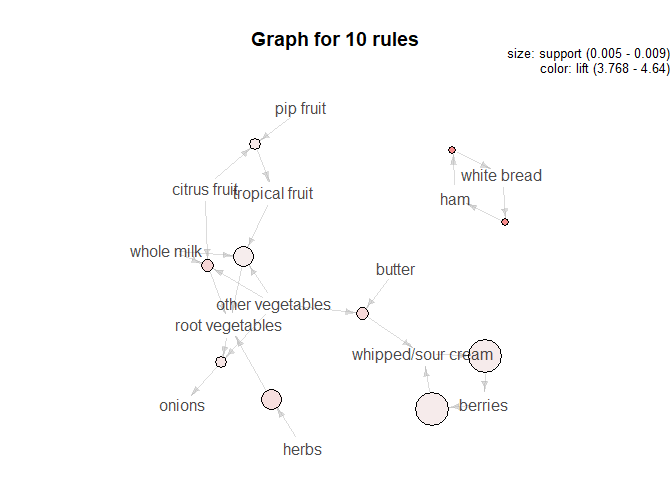 Graph for 10 rules
size: support (0.005 - 0.009)
color: lift (3.768 - 4.64)
pip fruit
white bread
citrus fruit
tropical fruit
ham
whole milk
butter
other vegetables
root vegetables
whipped/sour cream
onions
berries
herbs